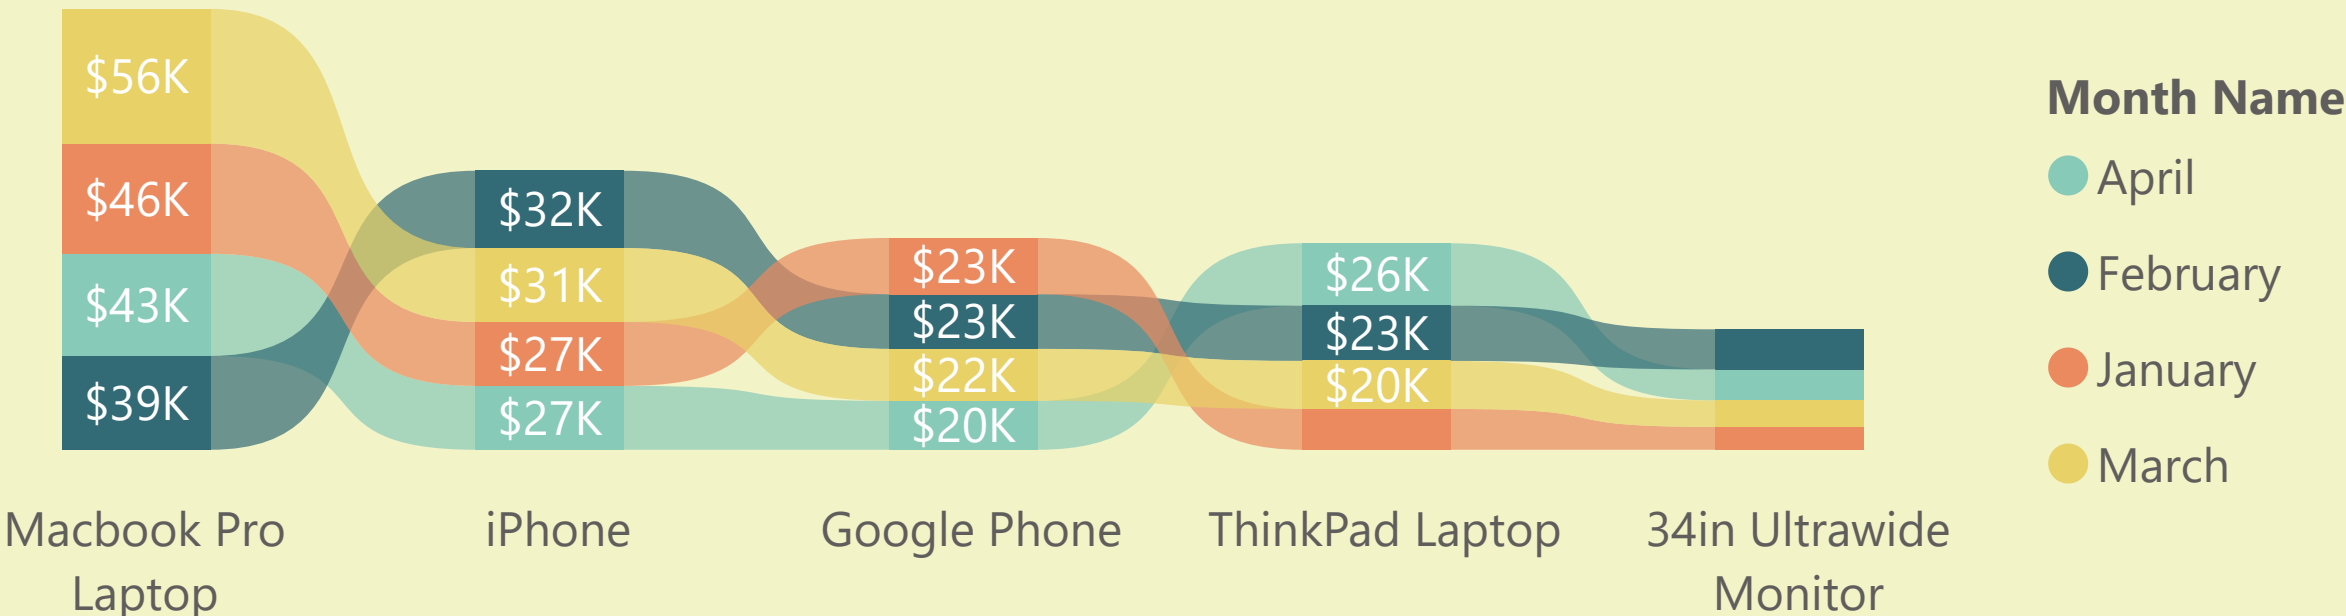 $56K
$46K
$43K
$39K
$32K
$31K
$27K
$27K
$23K
$23K
$22K
$20K
$26K
$23K
$20K
Macbook Pro
Laptop
iPhone
Google Phone
ThinkPad Laptop
34in Ultrawide
Monitor
Month Name
April
February
January
March